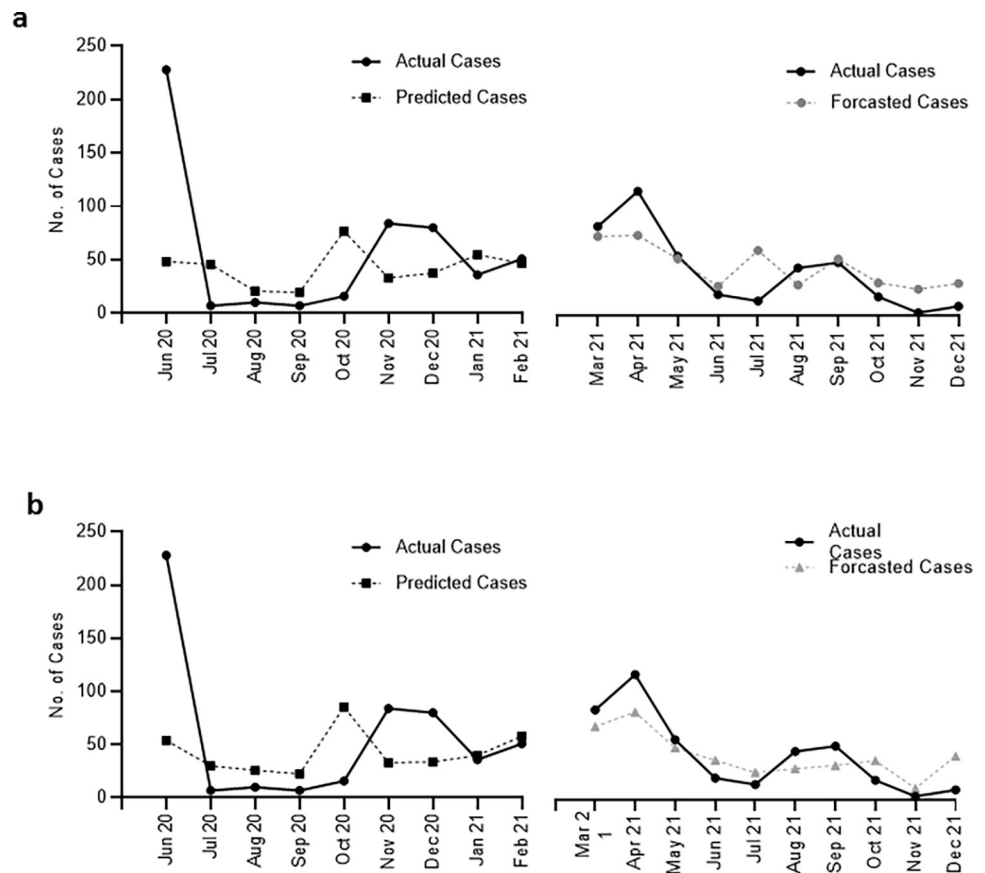 a
250
200
150
100
50
0
No. of Cases
Actual Cases
Predicted Cases
Jun 20
Jul 20
Aug 20
Sep 20
Oct 20
Nov 20
Dec 20
Jan 21
Feb 21
Actual Cases
Forcasted Cases
Mar 21
Apr 21
May 21
Jun 21
Jul 21
Aug 21
Sep 21
Oct 21
Nov 21
Dec 21
b
250
200
150
100
50
0
No. of Cases
Actual Cases
Predicted Cases
Jun 20
Jul 20
Aug 20
Sep 20
Oct 20
Nov 20
Dec 20
Jan 21
Feb 21
Actual
Cases
Forcasted Cases
Mar 2
1
Apr 21
May 21
Jun 21
Jul 21
Aug 21
Sep 21
Oct 21
Nov 21
Dec 21